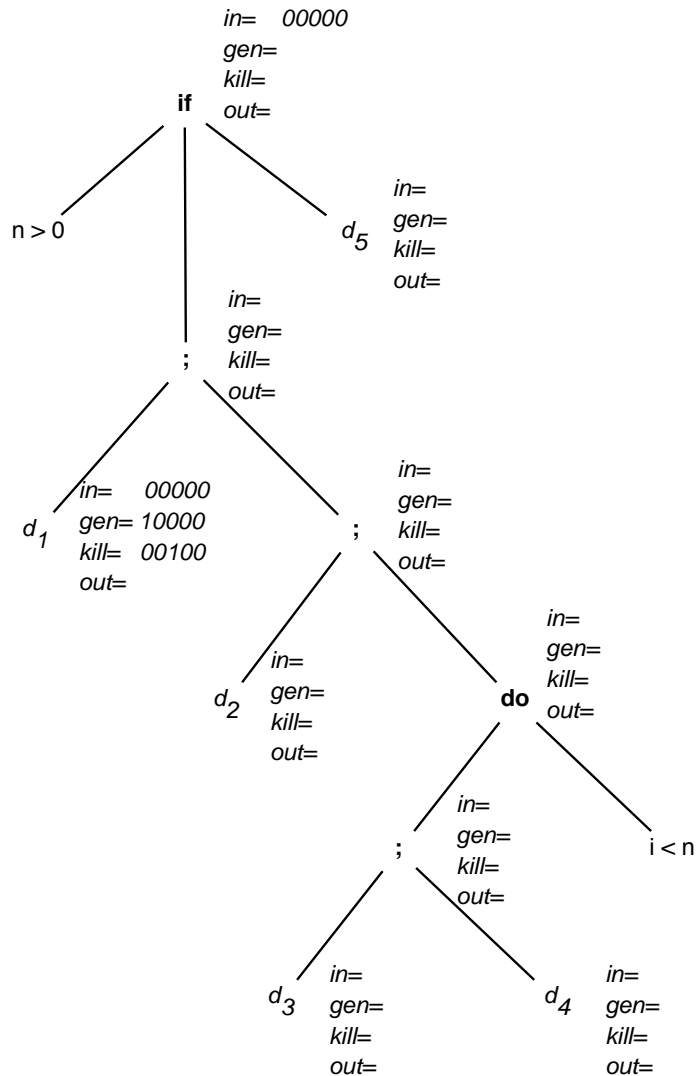 in= 00000
gen=
kill=
out=
if
n > 0
d5
in=
gen=
kill=
out=
;
in=
gen=
kill=
out=
d1
in= 00000
gen= 10000
kill= 00100
out=
;
in=
gen=
kill=
out=
d2
in=
gen=
kill=
out=
do
in=
gen=
kill=
out=
;
in=
gen=
kill=
out=
i < n
d3
in=
gen=
kill=
out=
d4
in=
gen=
kill=
out=